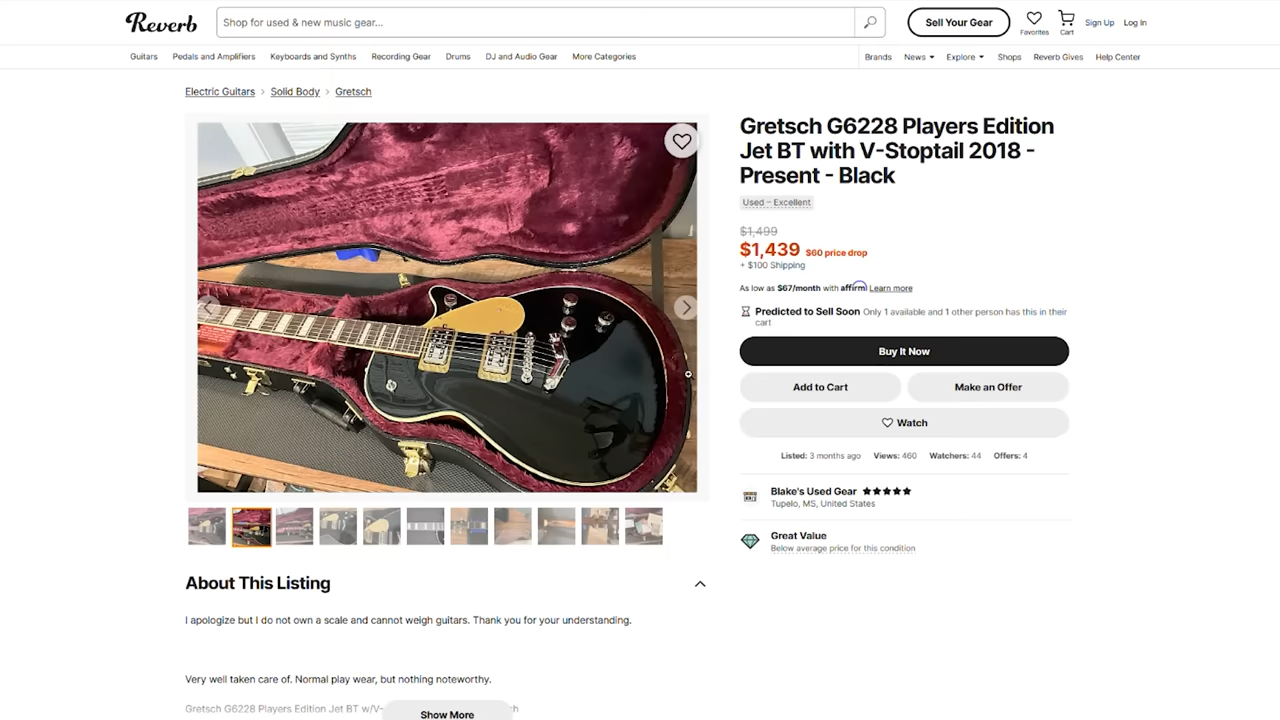 Reverb
Shop for used & new music gear...
Sell Your Gear
Favorites
Cart
Sign Up
Log In
Guitars
Pedals and Amplifiers
Keyboards and Synths
Recording Gear
Drums
DJ and Audio Gear
More Categories
Brands
News
Explore
Shops
Reverb Gives
Help Center
Electric Guitars > Solid Body > Gretsch
Gretsch G6228 Players Edition
Jet BT with V-Stoptail 2018 -
Present - Black
Used – Excellent
$1,499
$1,439 $60 price drop
+ $100 Shipping
As low as $67/month with affirm Learn more
Predicted to Sell Soon Only 1 available and 1 other person has this in their
cart
Buy It Now
Add to Cart
Make an Offer
Watch
Listed: 3 months ago Views: 460 Watchers: 44 Offers: 4
Blake's Used Gear
Tupelo, MS, United States
Great Value
Below average price for this condition
About This Listing
I apologize but I do not own a scale and cannot weigh guitars. Thank you for your understanding.
Very well taken care of. Normal play wear, but nothing noteworthy.
Gretsch G6228 Players Edition Jet BT w/V-
Show More